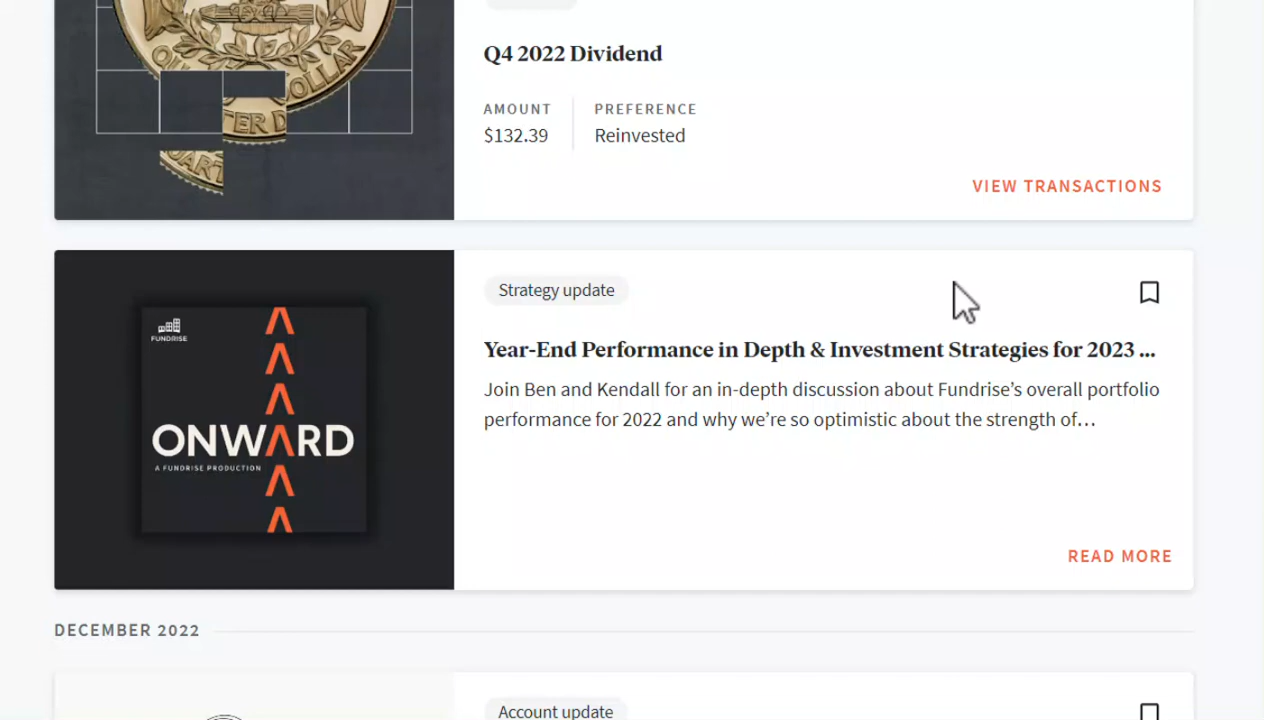 Q4 2022 Dividend
AMOUNT
PREFERENCE
$132.39
Reinvested
VIEW TRANSACTIONS
QUARTER DOLLAR
Strategy update
Year-End Performance in Depth & Investment Strategies for 2023 ...
Join Ben and Kendall for an in-depth discussion about Fundrise’s overall portfolio
performance for 2022 and why we’re so optimistic about the strength of…
READ MORE
FUNDRISE
ONWARD
A FUNDRISE PRODUCTION
DECEMBER 2022
Account update